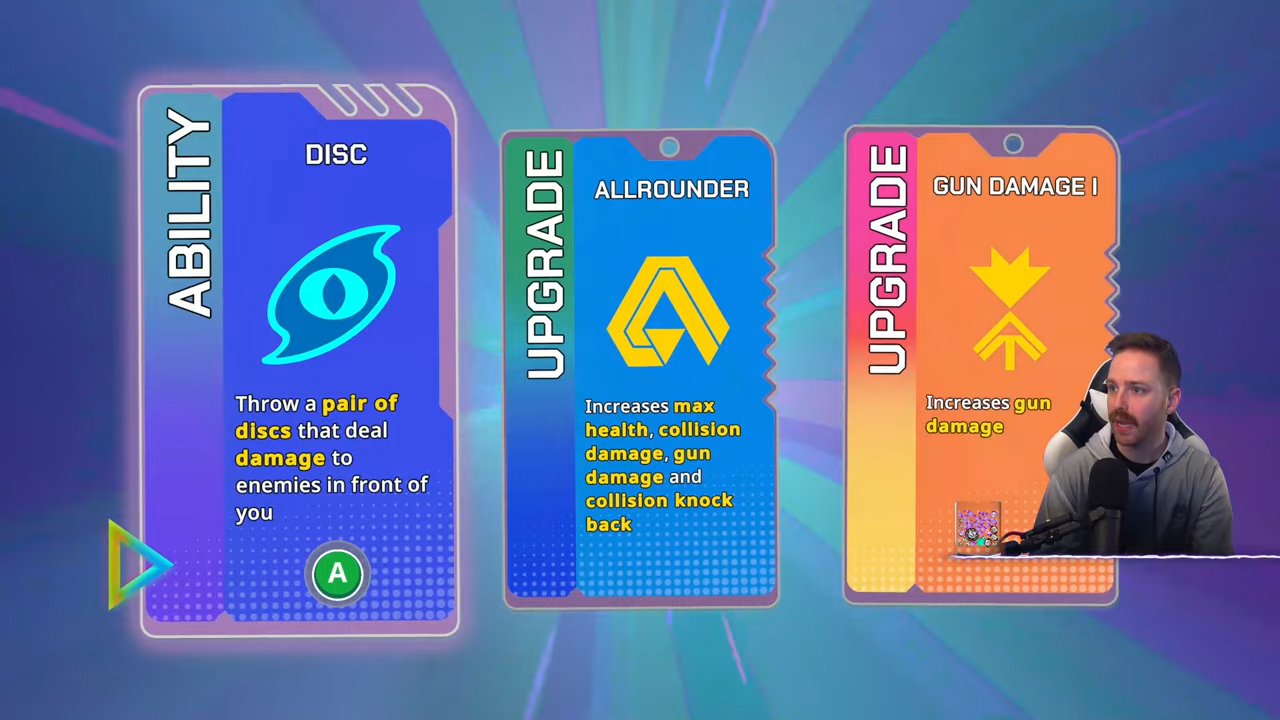 ABILITY
DISC
Throw a pair of
discs that deal
damage to
enemies in front of
you
A
UPGRADE
ALLROUNDER
Increases max
health, collision
damage, gun
damage and
collision knock
back
UPGRADE
GUN DAMAGE I
Increases gun
damage